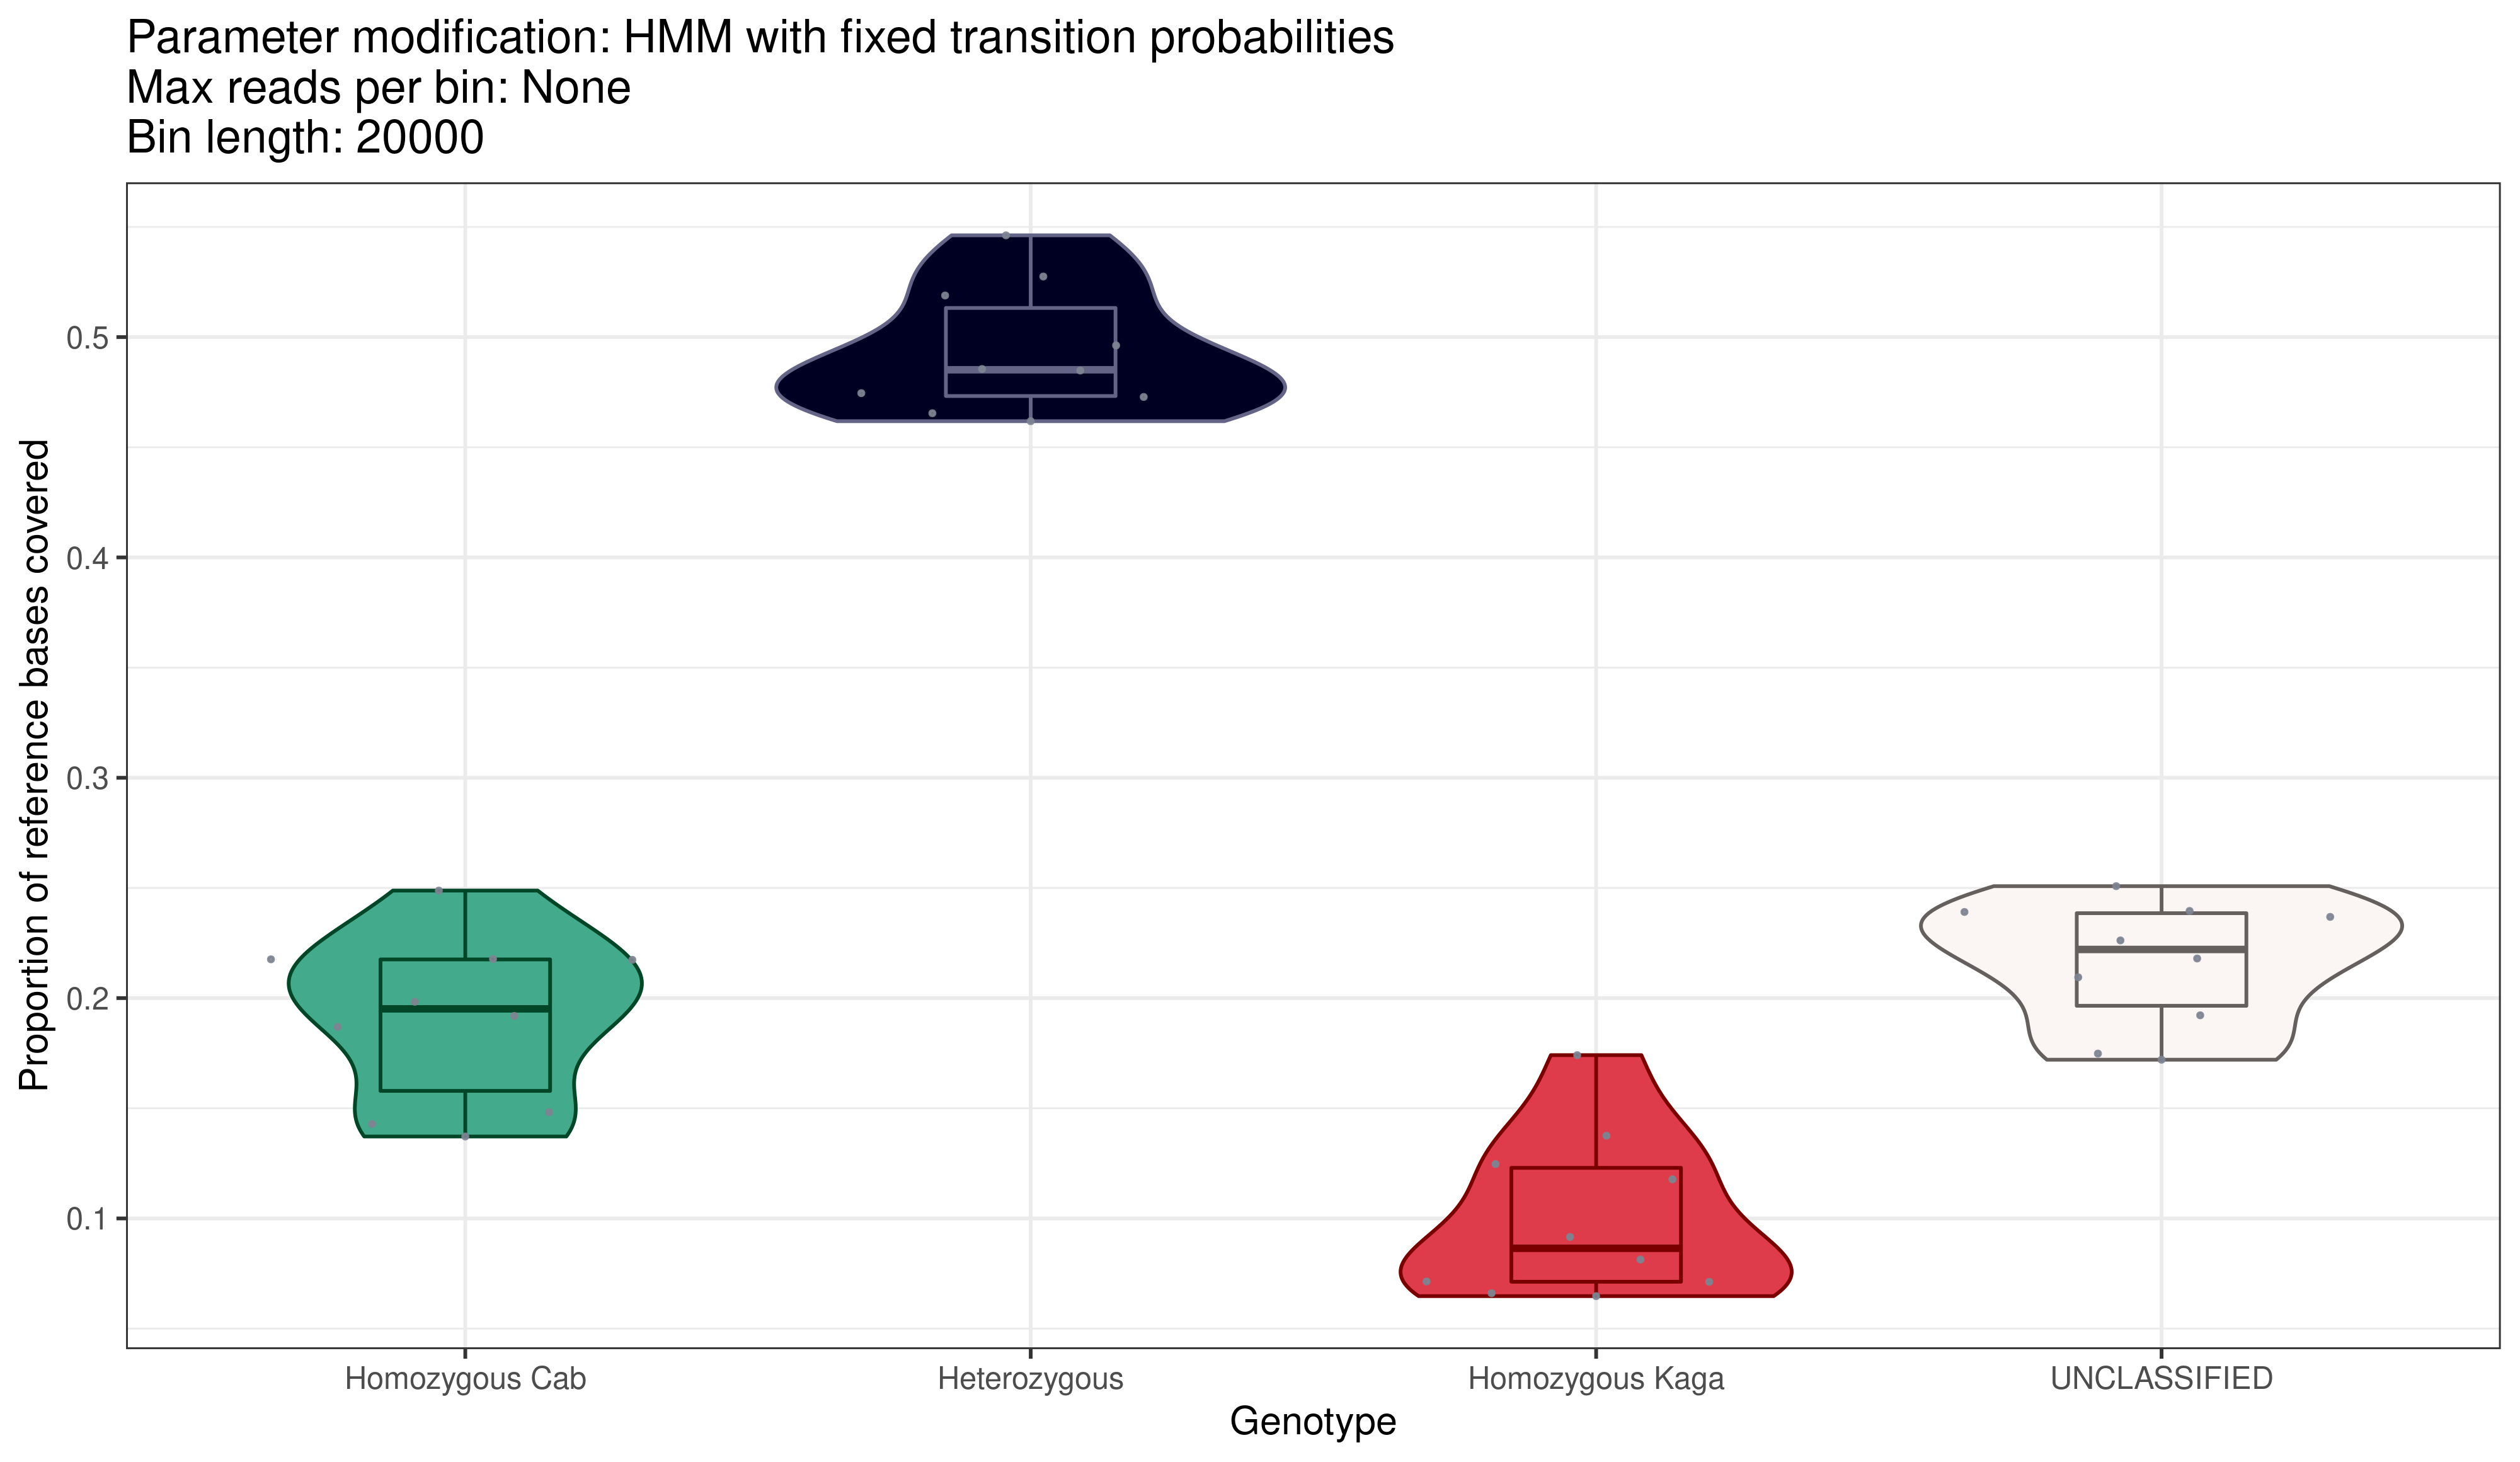 Parameter modification: HMM with fixed transition probabilities
Max reads per bin: None
Bin length: 20000
Proportion of reference bases covered
0.5
0.4
0.3
0.2
0.1
Homozygous Cab
Heterozygous
Homozygous Kaga
UNCLASSIFIED
Genotype